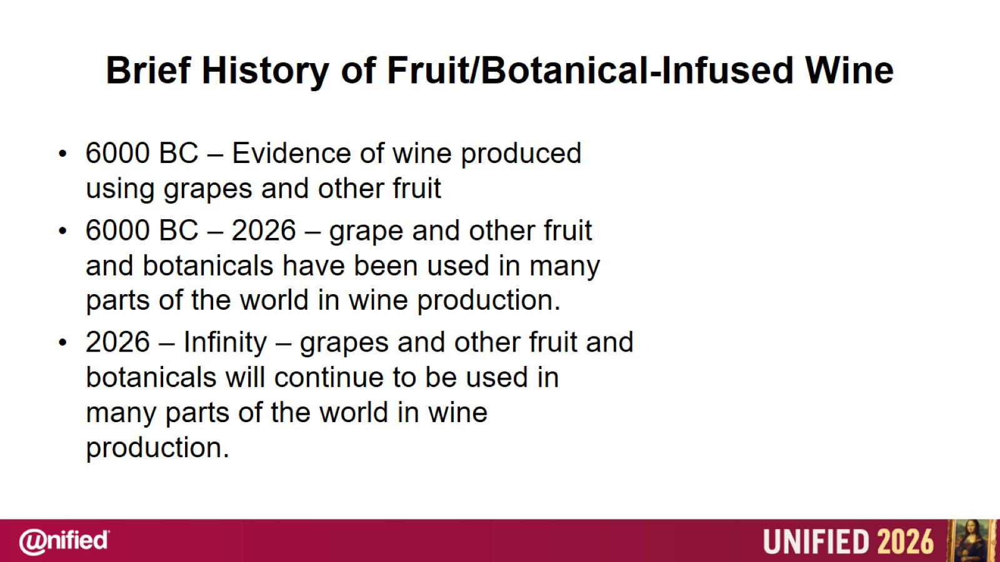 Brief History of Fruit/Botanical-Infused Wine
• 6000 BC – Evidence of wine produced
using grapes and other fruit
• 6000 BC – 2026 – grape and other fruit
and botanicals have been used in many
parts of the world in wine production.
• 2026 – Infinity – grapes and other fruit and
botanicals will continue to be used in
many parts of the world in wine
production.
unified
UNIFIED 2026